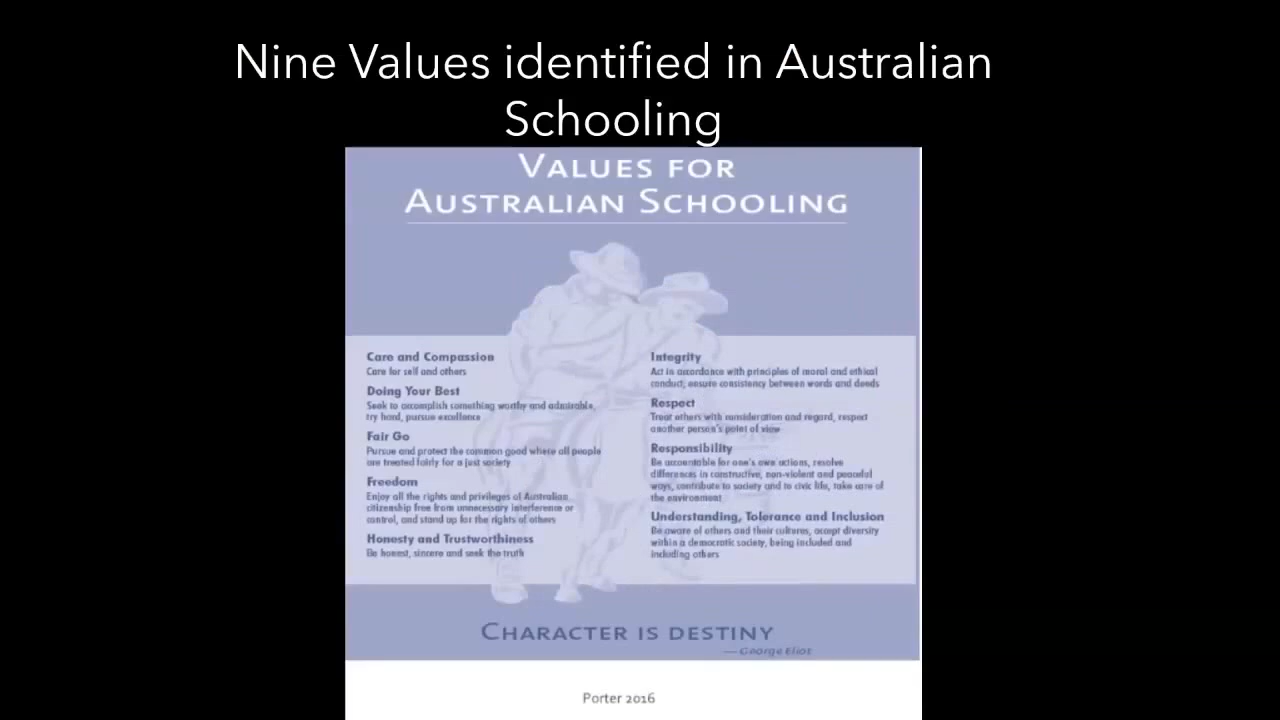 Nine Values identified in Australian
Schooling
VALUES FOR
AUSTRALIAN SCHOOLING
Care and Compassion
Care for self and others
Doing Your Best
Seek to accomplish something worthy and admirable,
try hard, pursue excellence
Fair Go
Pursue and protect the common good where all people
are treated fairly for a just society
Freedom
Enjoy all the rights and privileges of Australian
citizenship free from unnecessary interference or
control, and stand up for the rights of others
Honesty and Trustworthiness
Be honest, sincere and seek the truth
Integrity
Act in accordance with principles of moral and ethical
conduct, ensure consistency between words and deeds
Respect
Treat others with consideration and regard, respect
another person's point of view
Responsibility
Be accountable for one's own actions, resolve
differences in constructive, non-violent and peaceful
ways, contribute to society and to civic life, take care of
the environment
Understanding, Tolerance and Inclusion
Be aware of others and their cultures, accept diversity
within a democratic society, being included and
including others
CHARACTER IS DESTINY
— George Eliot
Porter 2016